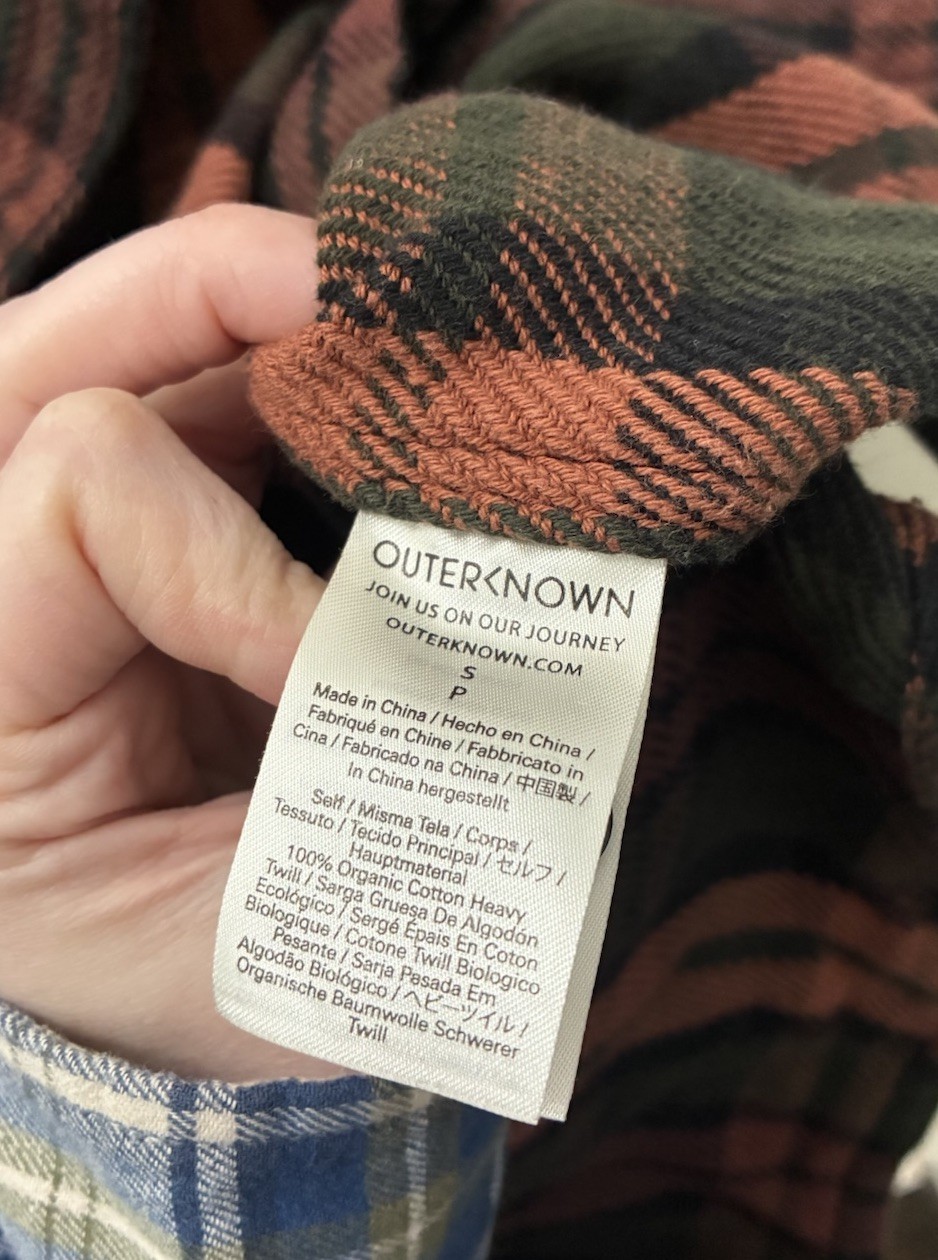 OUTERKNOWN
JOIN US ON OUR JOURNEY
OUTERKNOWN.COM
S
P
Made in China / Hecho en China /
Fabriqué en Chine / Fabbricato in
Cina / Fabricado na China / 中国製 /
In China hergestellt
Self / Misma Tela / Corps /
Tessuto / Tecido Principal / セルフ /
Hauptmaterial
100% Organic Cotton Heavy
Twill / Sarga Gruesa De Algodón
Ecológico / Sergé Épais En Coton
Biologique / Cotone Twill Biologico
Pesante / Sarja Pesada Em
Algodão Biológico / ヘビーツイル /
Organische Baumwolle Schwerer
Twill